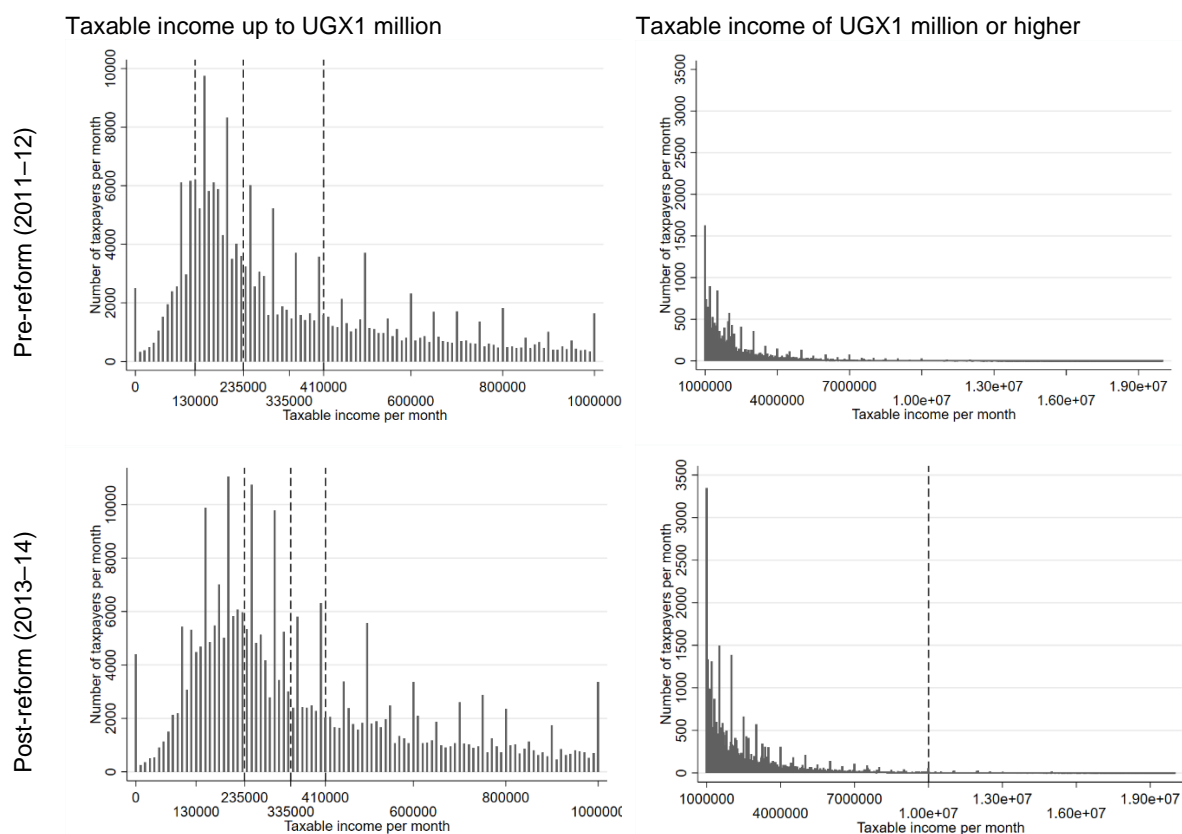 Taxable income up to UGX1 million
Taxable income of UGX1 million or higher
Pre-reform (2011–12)
Number of taxpayers per month
10000
8000
6000
4000
2000
0
0 235000 410000 800000
130000 335000 600000 1000000
Taxable income per month
Number of taxpayers per month
3500
3000
2500
2000
1500
1000
500
0
1000000 7000000 1.30e+07 1.90e+07
4000000 1.00e+07 1.60e+07
Taxable income per month
Post-reform (2013–14)
Number of taxpayers per month
10000
8000
6000
4000
2000
0
0 235000 410000 800000
130000 335000 600000 1000000
Taxable income per month
Number of taxpayers per month
3500
3000
2500
2000
1500
1000
500
0
1000000 7000000 1.30e+07 1.90e+07
4000000 1.00e+07 1.60e+07
Taxable income per month